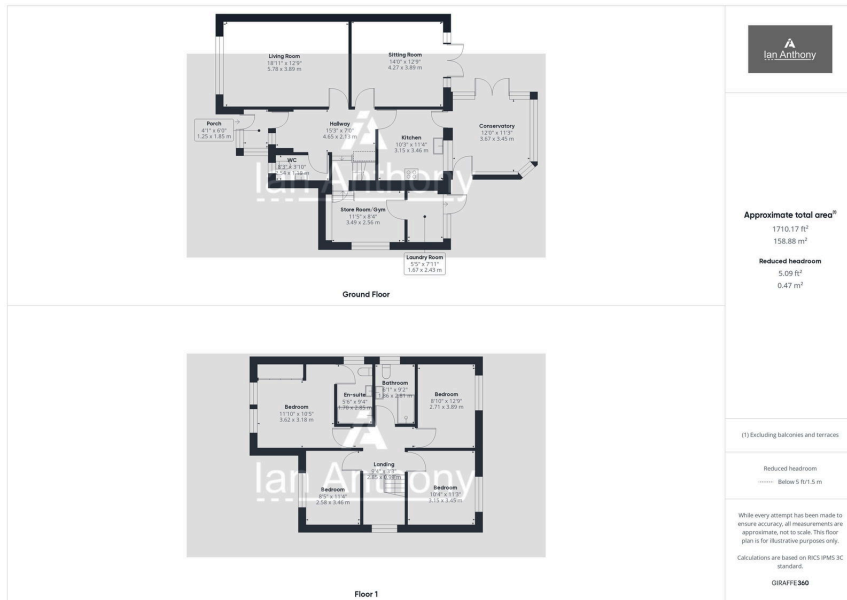 Living Room
18'11" x 12'9"
5.78 x 3.89 m
Sitting Room
14'0" x 12'9"
4.27 x 3.89 m
Porch
4'1" x 6'0"
1.25 x 1.85 m
Hallway
15'3" x 7'0"
4.65 x 2.13 m
Kitchen
10'3" x 11'4"
3.15 x 3.46 m
Conservatory
12'0" x 11'3"
3.67 x 3.45 m
WC
Store Room/Gym
11'5" x 8'4"
3.49 x 2.56 m
Laundry Room
5'5" x 7'11"
1.67 x 2.43 m
Ian Anthony
Ground Floor
Bedroom
11'10" x 10'5"
3.62 x 3.18 m
En-suite
5'6" x 9'4"
Bathroom
Bedroom
8'10" x 12'9"
2.71 x 3.89 m
Landing
Bedroom
8'5" x 11'4"
2.58 x 3.46 m
Bedroom
10'4" x 11'3"
3.15 x 3.45 m
Ian Anthony
Floor 1
Ian Anthony
Approximate total area(1)
1710.17 ft²
158.88 m²
Reduced headroom
5.09 ft²
0.47 m²
(1) Excluding balconies and terraces
Reduced headroom
Below 5 ft/1.5 m
While every attempt has been made to
ensure accuracy, all measurements are
approximate, not to scale. This floor
plan is for illustrative purposes only.
Calculations are based on RICS IPMS 3C
standard.
GIRAFFE360